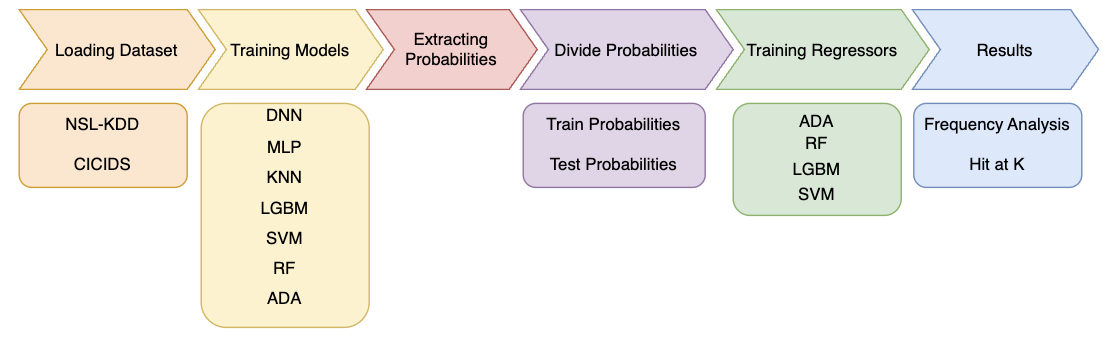 Loading Dataset
Training Models
Extracting
Probabilities
Divide Probabilities
Training Regressors
Results
NSL-KDD
CICIDS
DNN
MLP
KNN
LGBM
SVM
RF
ADA
Train Probabilities
Test Probabilities
ADA
RF
LGBM
SVM
Frequency Analysis
Hit at K